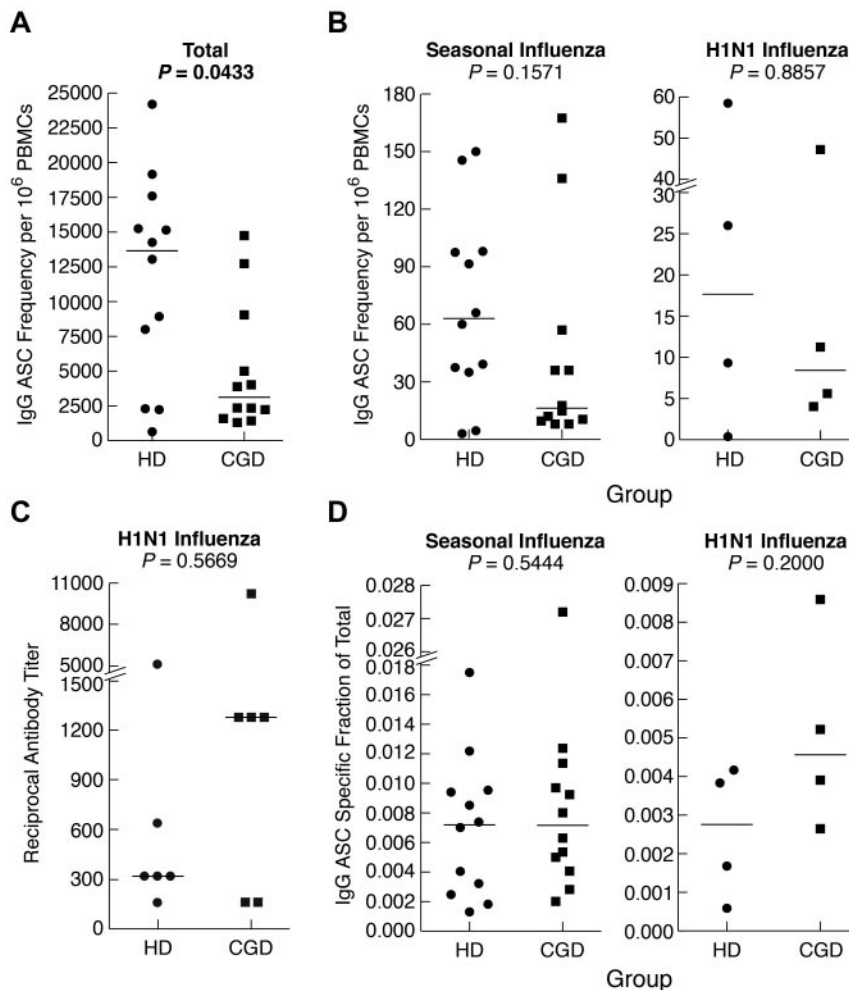 A
Total
P = 0.0433
IgG ASC Frequency per 10⁶ PBMCs
25000
22500
20000
17500
15000
12500
10000
7500
5000
2500
0
HD
CGD
B
Seasonal Influenza
P = 0.1571
IgG ASC Frequency per 10⁶ PBMCs
180
150
120
90
60
30
0
HD
CGD
H1N1 Influenza
P = 0.8857
60
50
40
30
25
20
15
10
5
0
HD
CGD
Group
C
H1N1 Influenza
P = 0.5669
Reciprocal Antibody Titer
11000
9000
7000
5000
1500
1200
900
600
300
0
HD
CGD
D
Seasonal Influenza
P = 0.5444
IgG ASC Specific Fraction of Total
0.028
0.027
0.026
0.018
0.016
0.014
0.012
0.010
0.008
0.006
0.004
0.002
0.000
HD
CGD
H1N1 Influenza
P = 0.2000
0.009
0.008
0.007
0.006
0.005
0.004
0.003
0.002
0.001
0.000
HD
CGD
Group